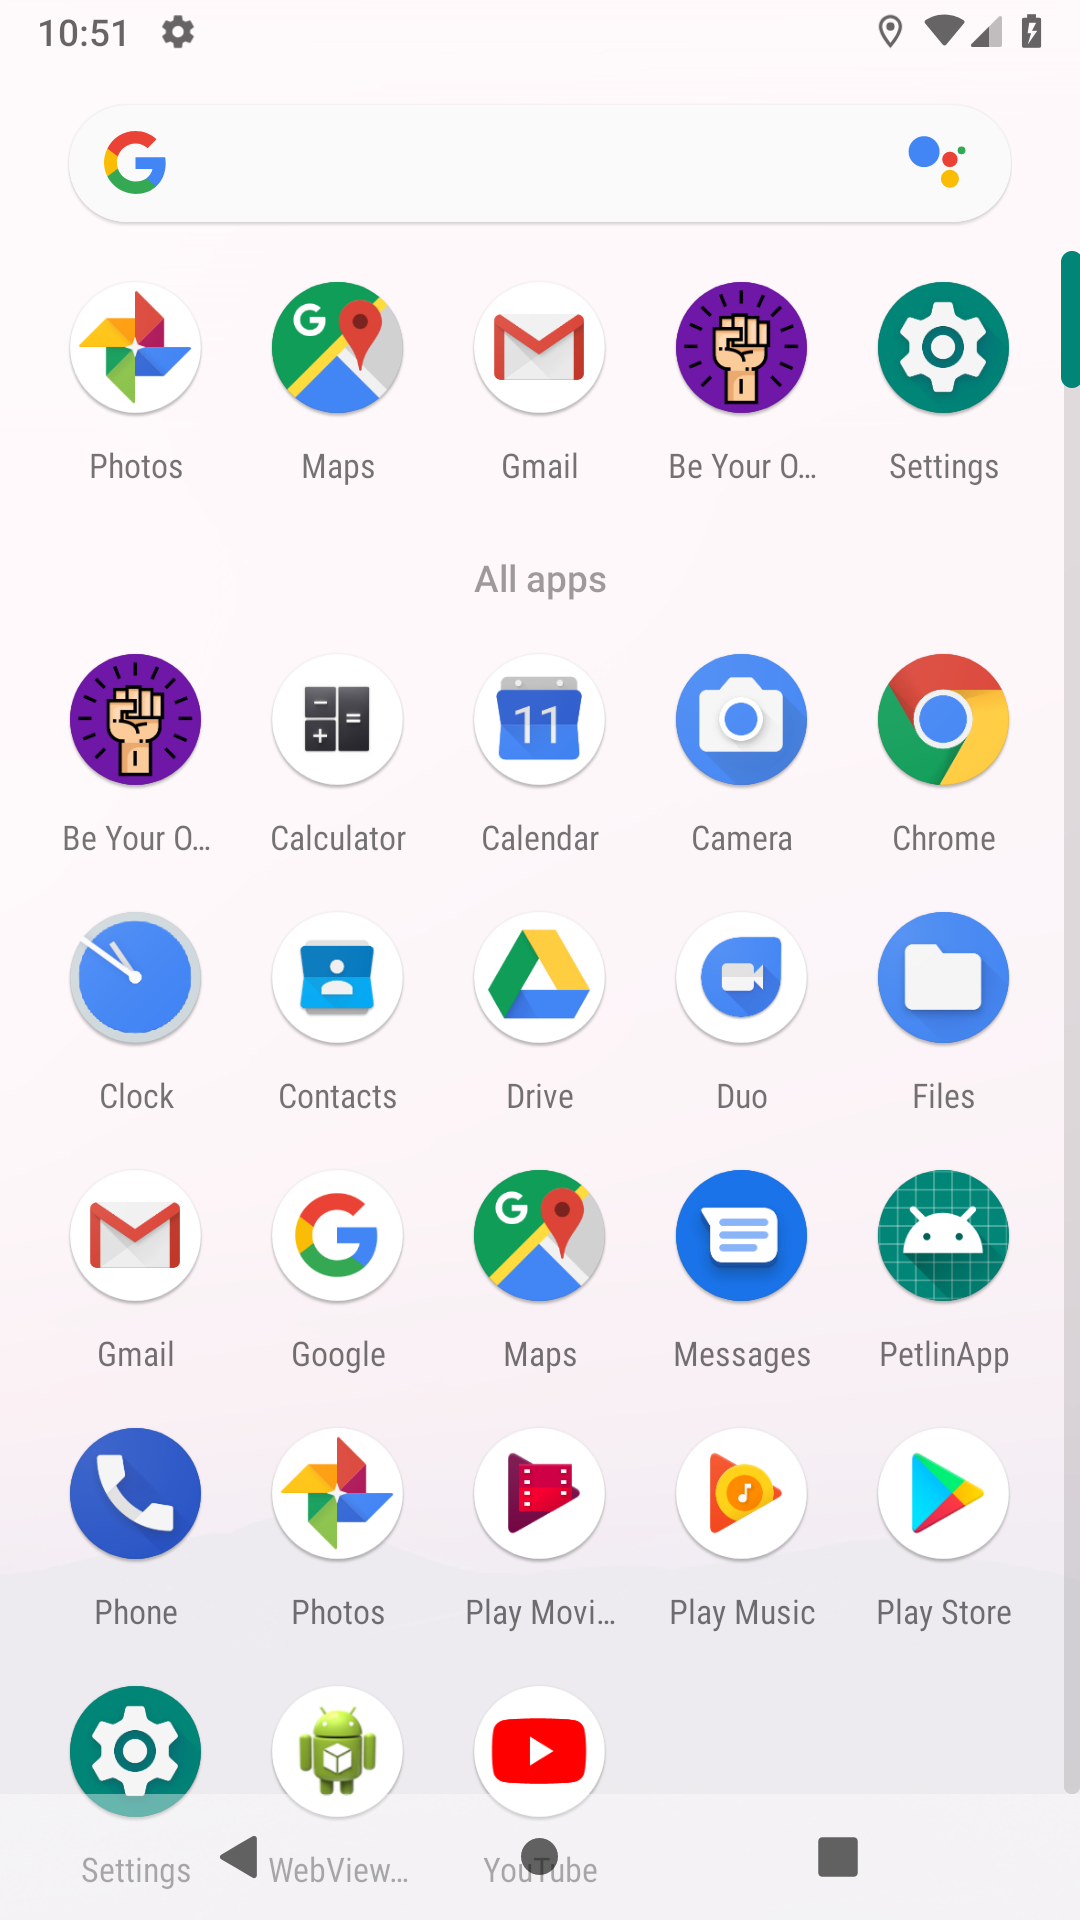 10:51
Photos Maps Gmail Be Your O... Settings
All apps
Be Your O... Calculator Calendar Camera Chrome
11
Clock Contacts Drive Duo Files
Gmail Google Maps Messages PetlinApp
Phone Photos Play Movi... Play Music Play Store
Settings WebView... YouTube